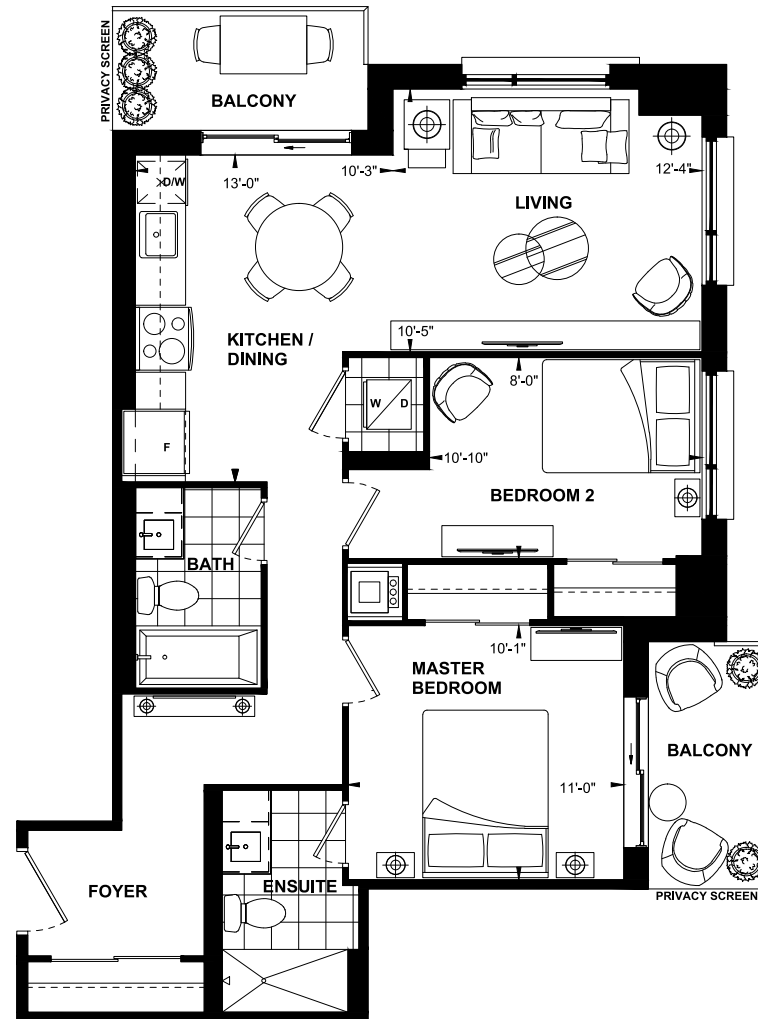 PRIVACY SCREEN
BALCONY
D/W
13'-0"
10'-3"
12'-4"
LIVING
KITCHEN /
DINING
10'-5"
8'-0"
W D
F
10'-10"
BEDROOM 2
BATH
10'-1"
MASTER
BEDROOM
BALCONY
11'-0"
FOYER
ENSUITE
PRIVACY SCREEN